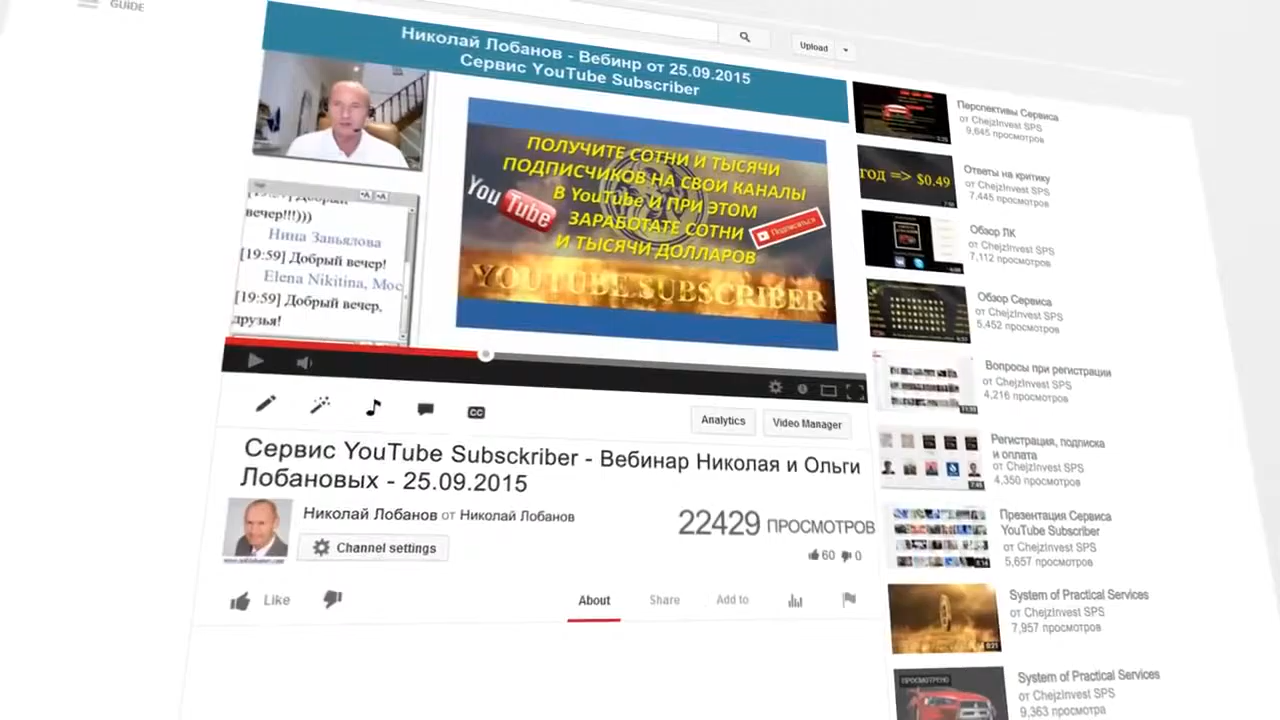 GUIDE
Upload
Николай Лобанов - Вебинр от 25.09.2015
Сервис YouTube Subscriber
ПОЛУЧИТЕ СОТНИ И ТЫСЯЧИ
ПОДПИСЧИКОВ НА СВОИ КАНАЛЫ
В YouTube И ПРИ ЭТОМ
ЗАРАБОТАТЕ СОТНИ
И ТЫСЯЧИ ДОЛЛАРОВ
You Tube
Подписаться
YOUTUBE SUBSCRIBER
вечер!!!)))
Нина Завьялова
[19:59] Добрый вечер!
Elena Nikitina, Мос
[19:59] Добрый вечер,
друзья!
CC
Analytics
Video Manager
Сервис YouTube Subsckriber - Вебинар Николая и Ольги
Лобановых - 25.09.2015
Николай Лобанов от Николай Лобанов
Channel settings
22429 ПРОСМОТРОВ
60 0
Like
About
Share
Add to
Перспективы Сервиса
от ChejzInvest SPS
9,645 просмотров
год => $0.49
Ответы на критику
от ChejzInvest SPS
7,445 просмотров
Обзор ЛК
от ChejzInvest SPS
7,112 просмотров
Обзор Сервиса
от ChejzInvest SPS
5,452 просмотров
Вопросы при регистрации
от ChejzInvest SPS
4,216 просмотров
Регистрация, подписка
и оплата
от ChejzInvest SPS
4,350 просмотров
Презентация Сервиса
YouTube Subscriber
от ChejzInvest SPS
5,657 просмотров
System of Practical Services
от ChejzInvest SPS
7,957 просмотров
ПРОСМОТРЕНО
System of Practical Services
от ChejzInvest SPS
9,363 просмотра